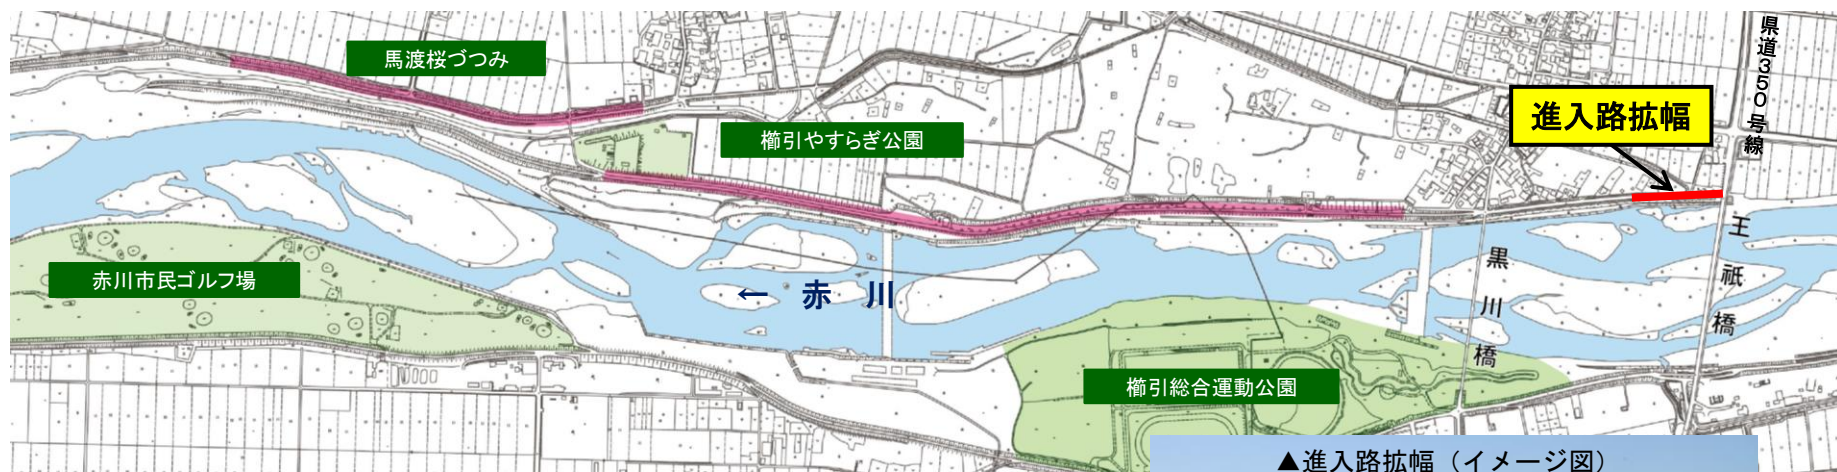 県道350号線
馬渡桜づつみ
進入路拡幅
櫛引やすらぎ公園
王祇橋
黒川橋
赤川市民ゴルフ場
← 赤 川
櫛引総合運動公園
▲進入路拡幅（イメージ図）